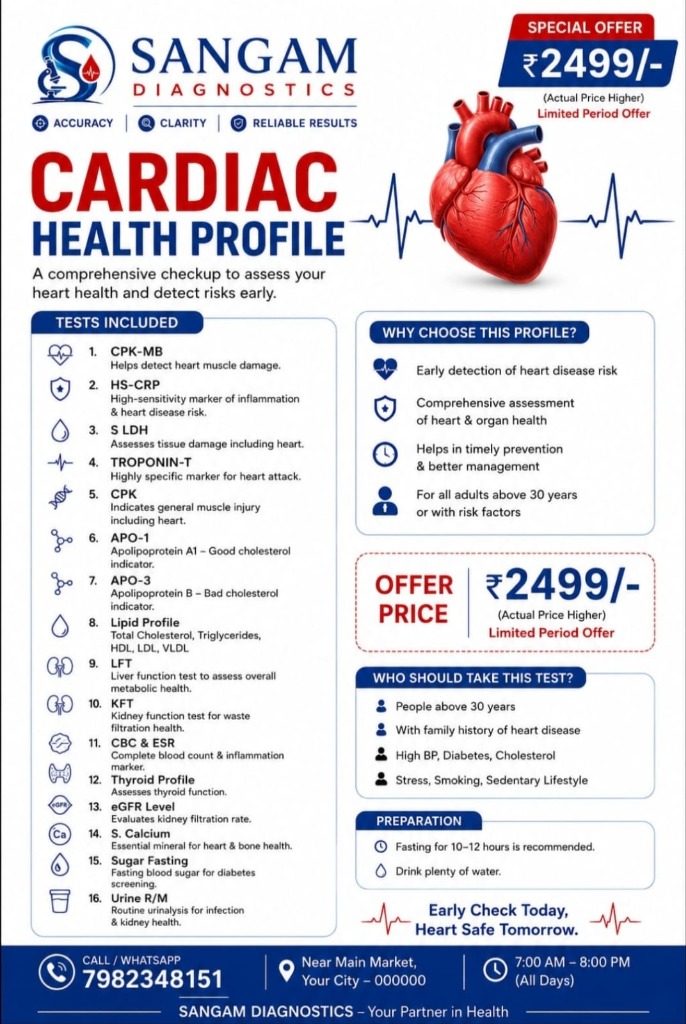 SANGAM
DIAGNOSTICS
ACCURACY | CLARITY | RELIABLE RESULTS
SPECIAL OFFER
₹2499/-
(Actual Price Higher)
Limited Period Offer
CARDIAC
HEALTH PROFILE
A comprehensive checkup to assess your
heart health and detect risks early.
TESTS INCLUDED
1. CPK-MB
Helps detect heart muscle damage.
2. HS-CRP
High-sensitivity marker of inflammation
& heart disease risk.
3. S LDH
Assesses tissue damage including heart.
4. TROPONIN-T
Highly specific marker for heart attack.
5. CPK
Indicates general muscle injury
including heart.
6. APO-1
Apolipoprotein A1 – Good cholesterol
indicator.
7. APO-3
Apolipoprotein B – Bad cholesterol
indicator.
8. Lipid Profile
Total Cholesterol, Triglycerides,
HDL, LDL, VLDL
9. LFT
Liver function test to assess overall
metabolic health.
10. KFT
Kidney function test for waste
filtration health.
11. CBC & ESR
Complete blood count & inflammation
marker.
12. Thyroid Profile
Assesses thyroid function.
eGFR
13. eGFR Level
Evaluates kidney filtration rate.
Ca
14. S. Calcium
Essential mineral for heart & bone health.
15. Sugar Fasting
Fasting blood sugar for diabetes
screening.
16. Urine R/M
Routine urinalysis for infection
& kidney health.
WHY CHOOSE THIS PROFILE?
Early detection of heart disease risk
Comprehensive assessment
of heart & organ health
Helps in timely prevention
& better management
For all adults above 30 years
or with risk factors
OFFER
PRICE
₹2499/-
(Actual Price Higher)
Limited Period Offer
WHO SHOULD TAKE THIS TEST?
People above 30 years
With family history of heart disease
High BP, Diabetes, Cholesterol
Stress, Smoking, Sedentary Lifestyle
PREPARATION
Fasting for 10–12 hours is recommended.
Drink plenty of water.
Early Check Today,
Heart Safe Tomorrow.
CALL / WHATSAPP
7982348151
Near Main Market,
Your City – 000000
7:00 AM – 8:00 PM
(All Days)
SANGAM DIAGNOSTICS – Your Partner in Health